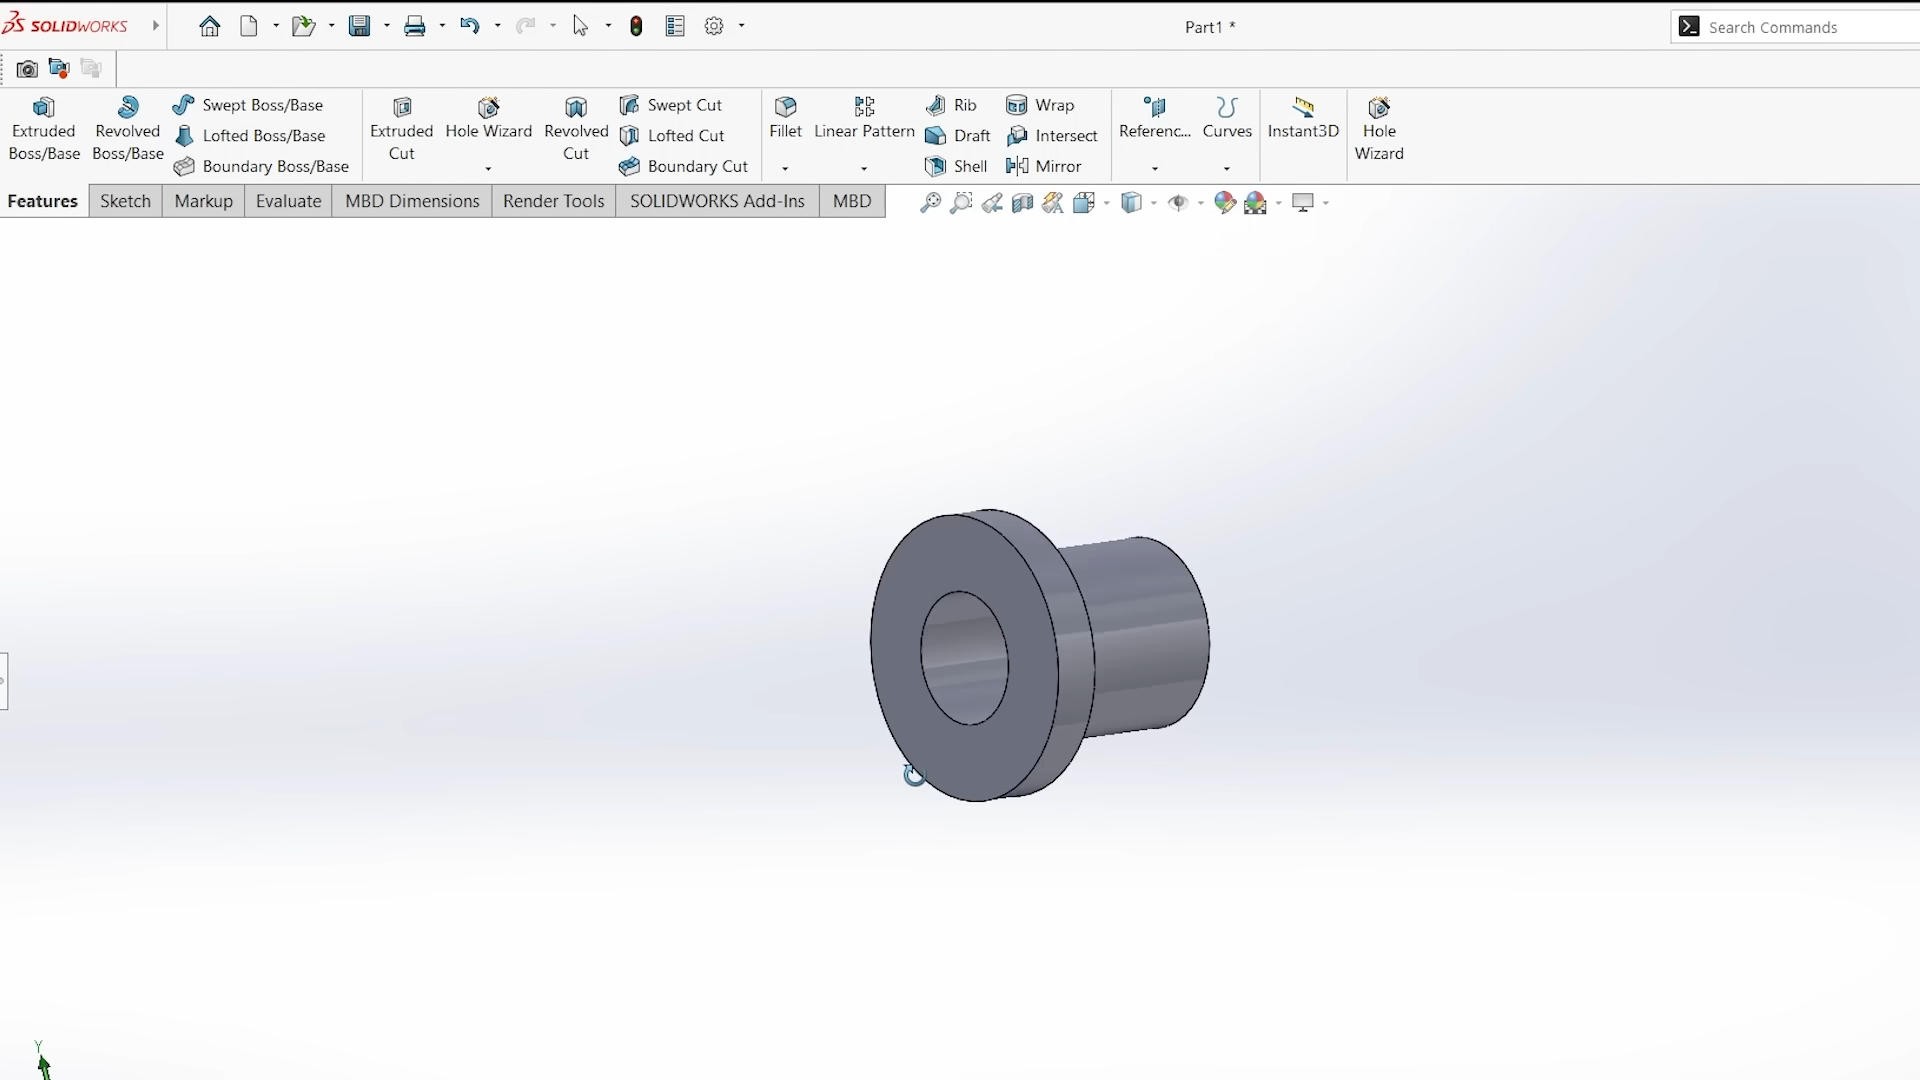 SOLIDWORKS
Part1 *
Search Commands
Extruded Boss/Base
Revolved Boss/Base
Swept Boss/Base
Lofted Boss/Base
Boundary Boss/Base
Extruded Cut
Hole Wizard
Revolved Cut
Swept Cut
Lofted Cut
Boundary Cut
Fillet
Linear Pattern
Rib
Draft
Shell
Wrap
Intersect
Mirror
Referenc...
Curves
Instant3D
Hole Wizard
Features
Sketch
Markup
Evaluate
MBD Dimensions
Render Tools
SOLIDWORKS Add-Ins
MBD
Y